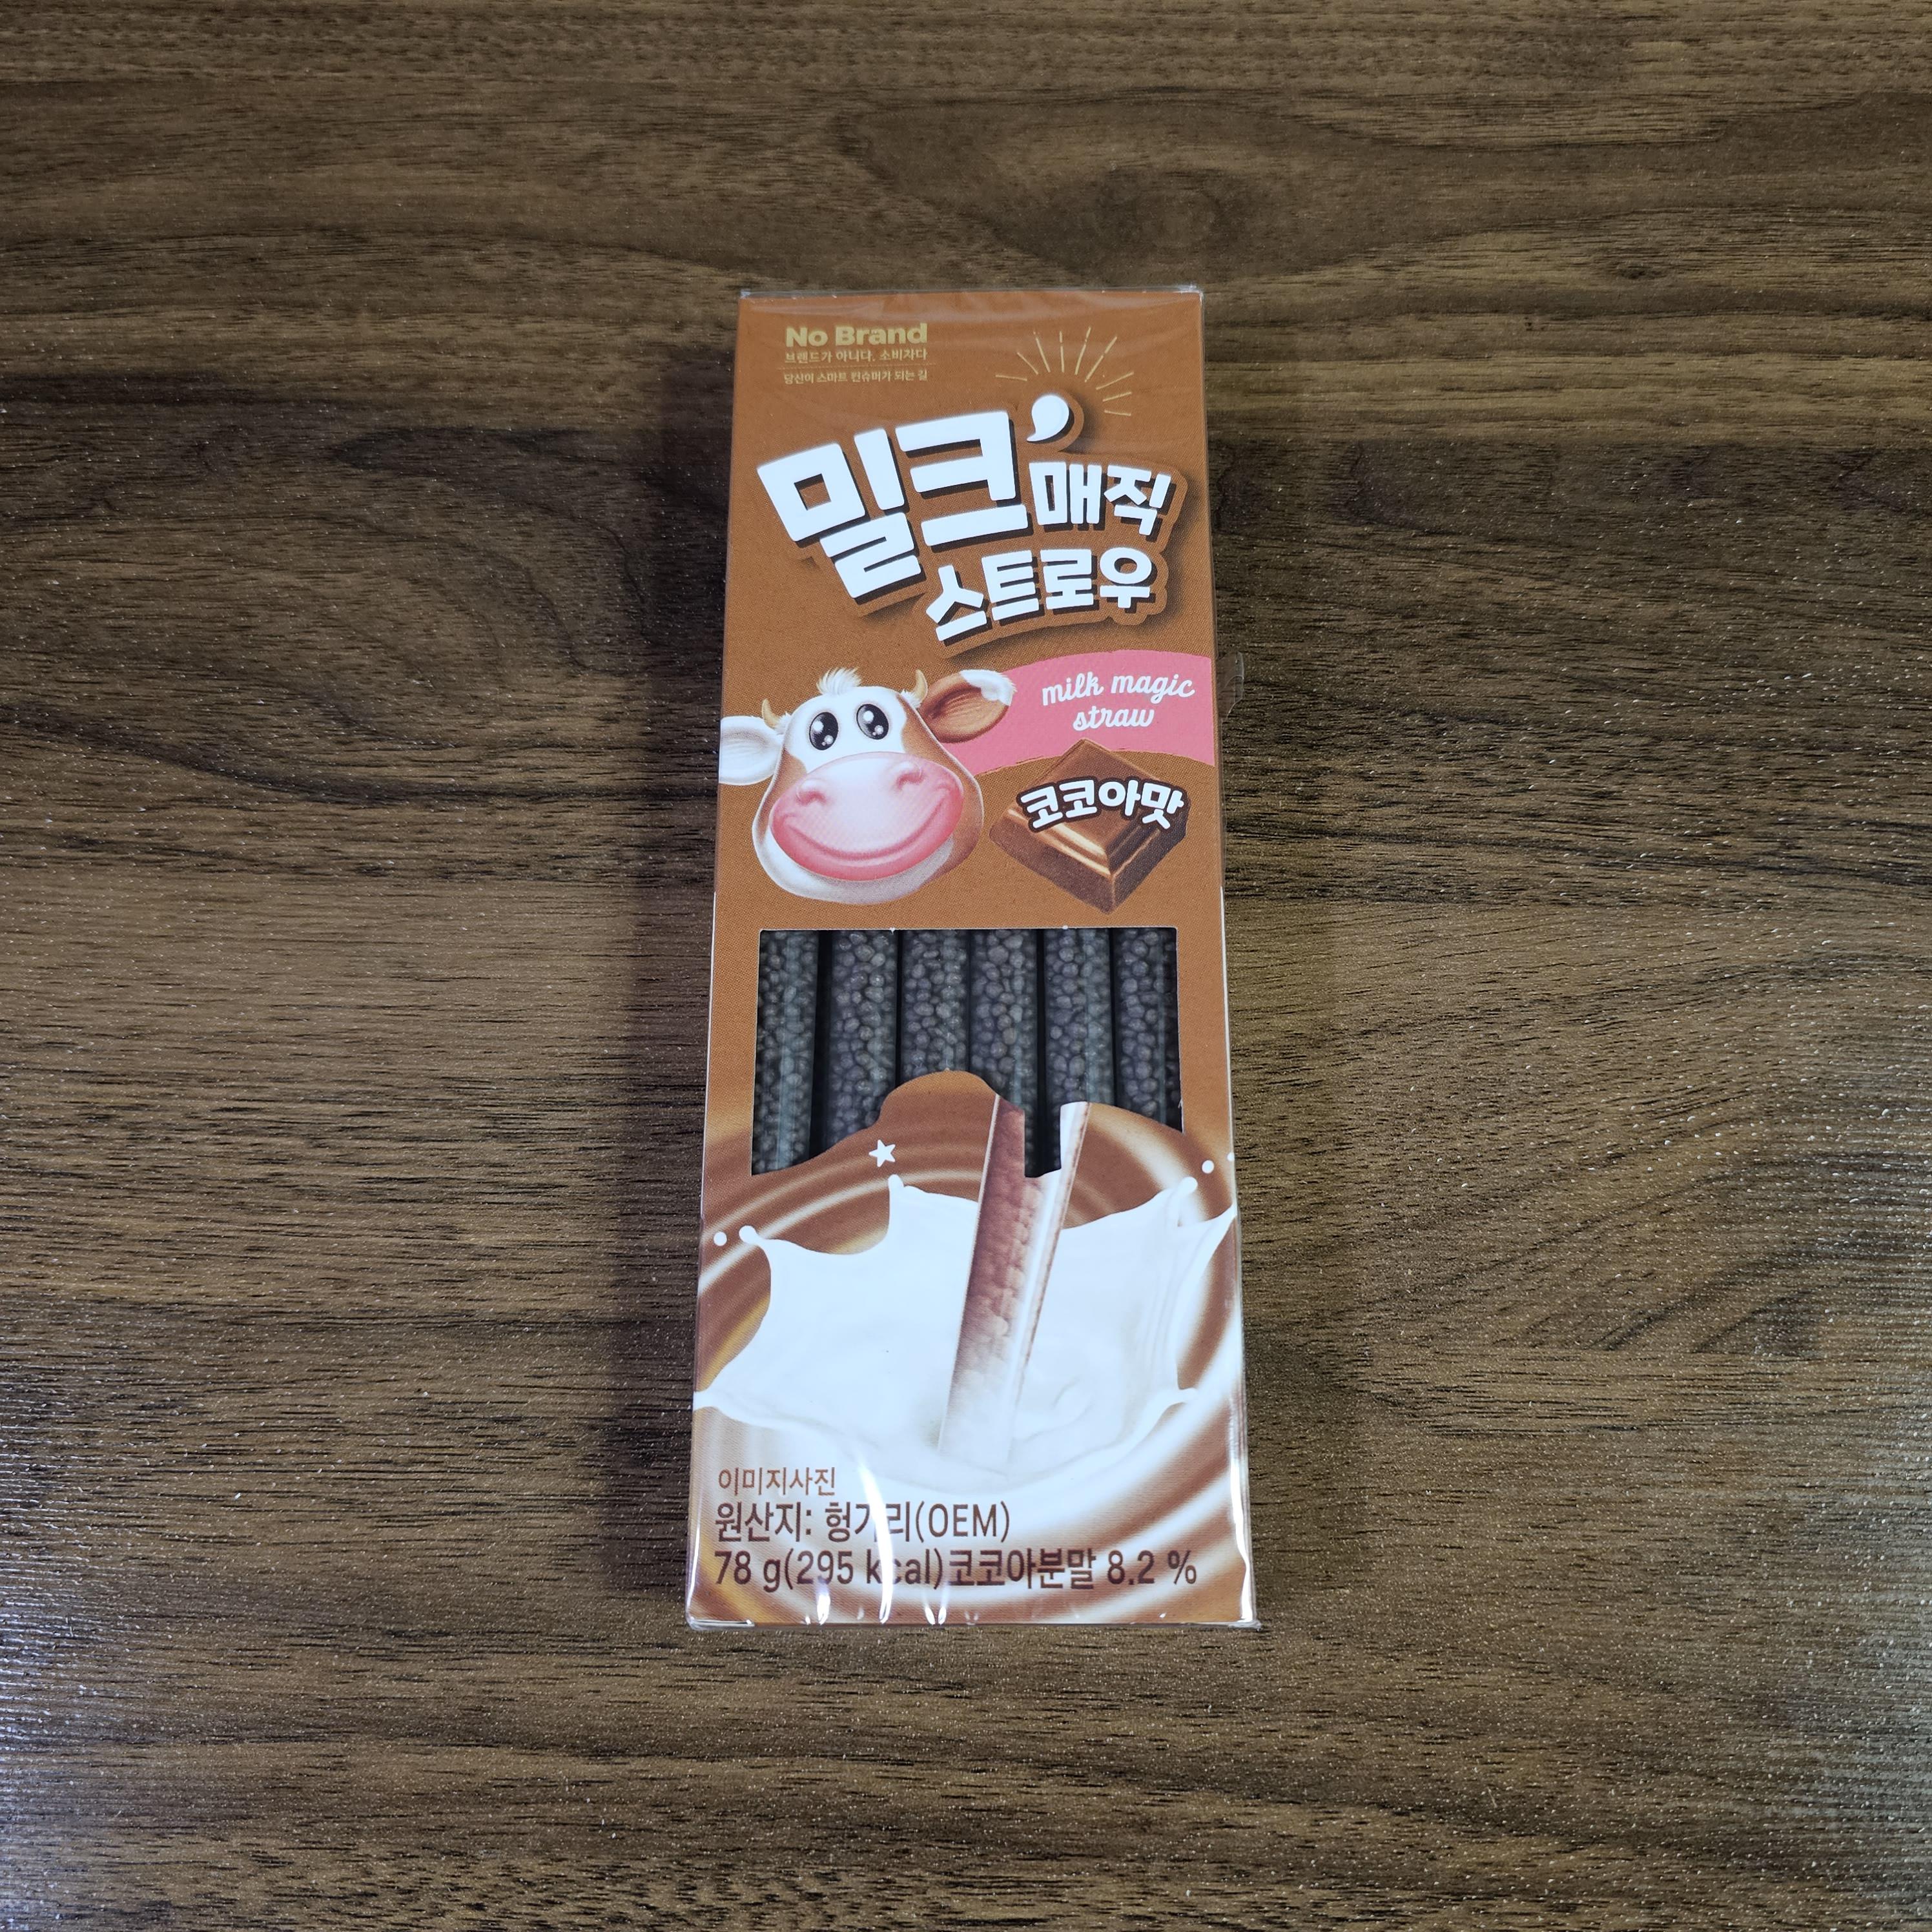 No Brand
브랜드가 아니다. 소비자다
당신이 스마트 컨슈머가 되는 길
밀크'매직
스트로우
milk magic
straw
코코아맛
이미지사진
원산지: 헝가리(OEM)
78 g(295 kcal)코코아분말 8.2 %